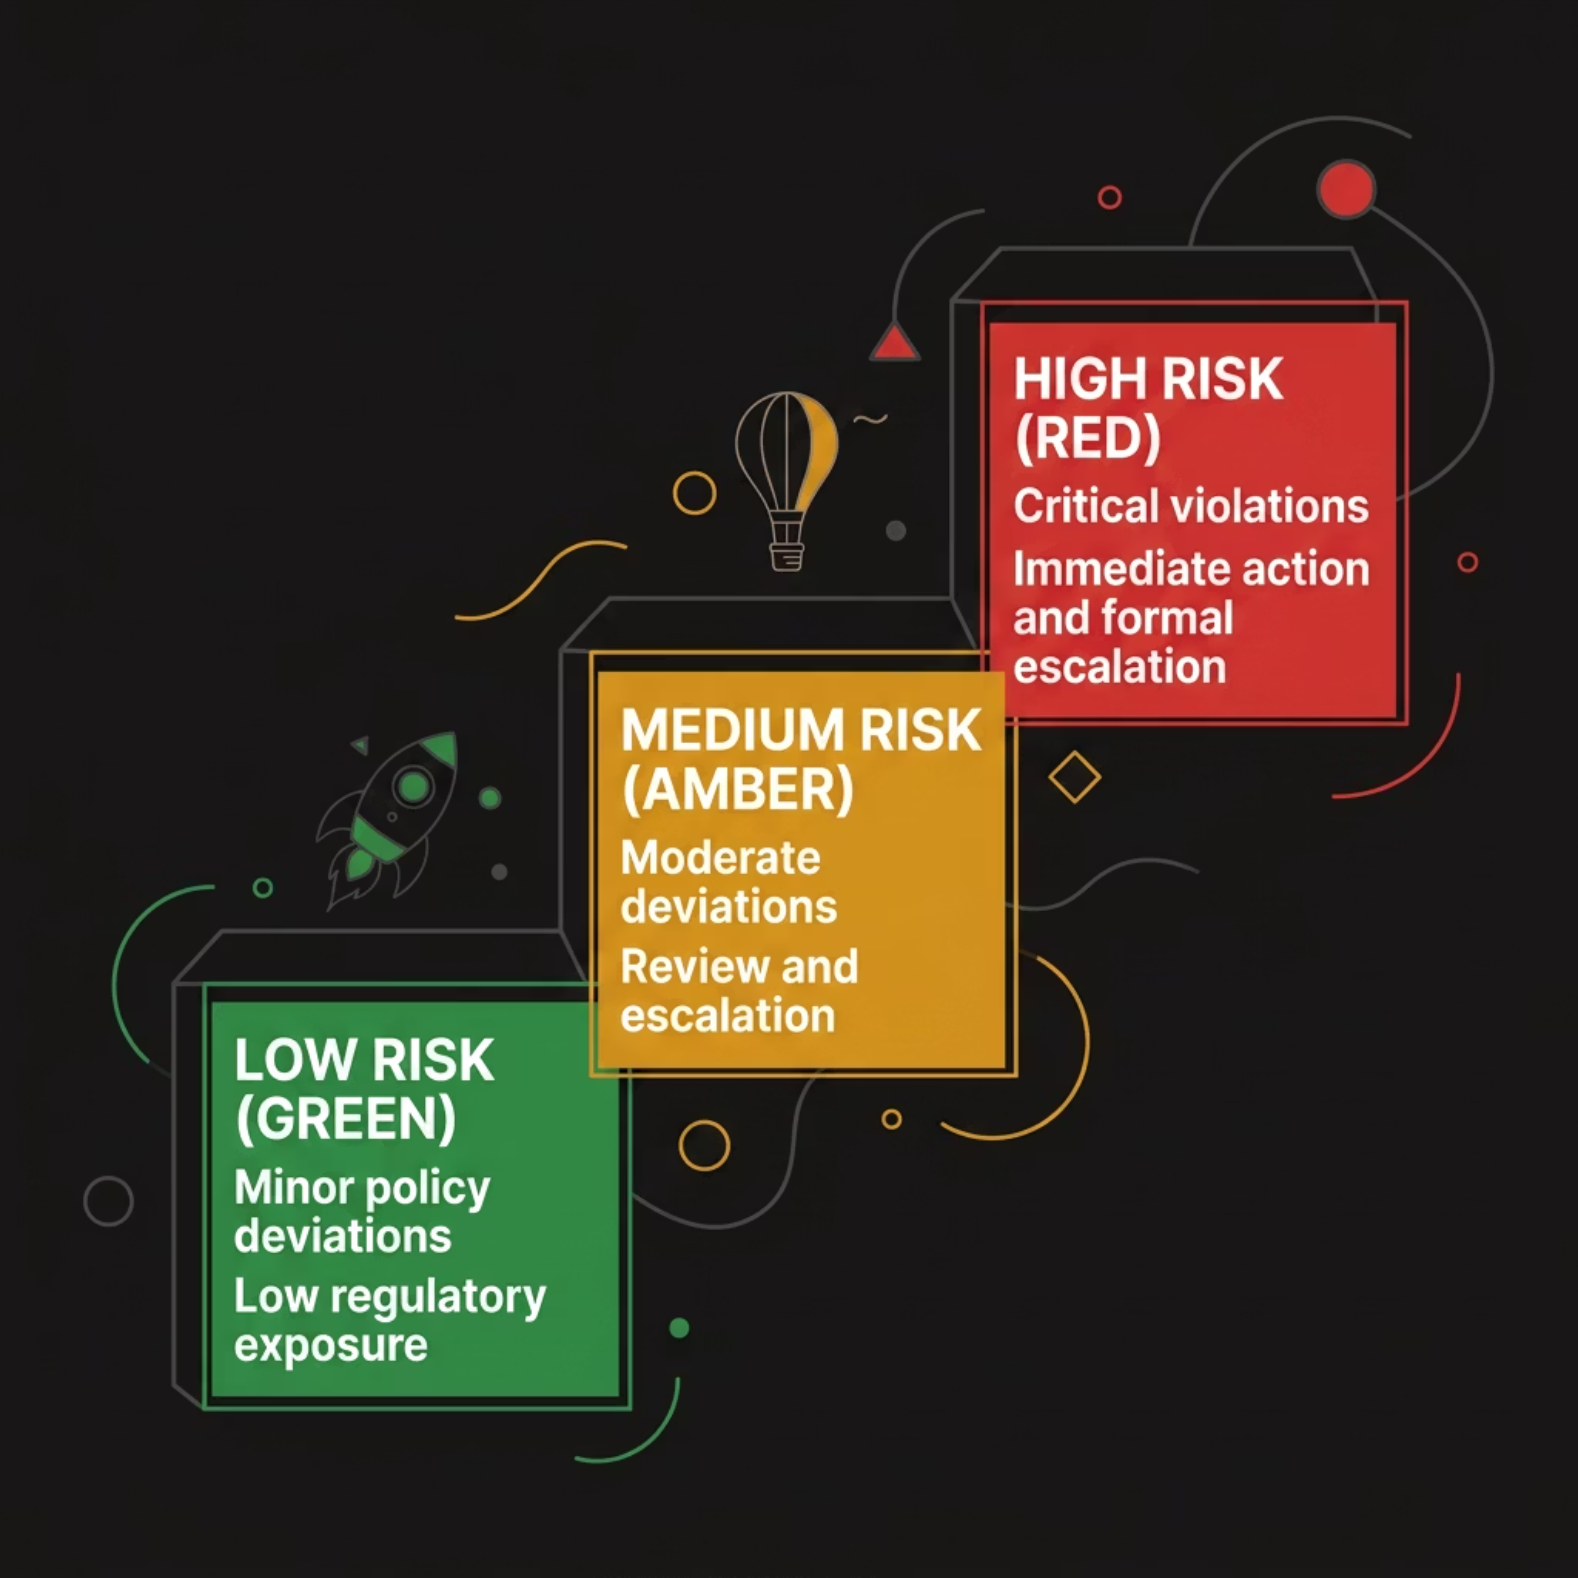 HIGH RISK
(RED)
Critical violations
Immediate action
and formal
escalation
MEDIUM RISK
(AMBER)
Moderate
deviations
Review and
escalation
LOW RISK
(GREEN)
Minor policy
deviations
Low regulatory
exposure